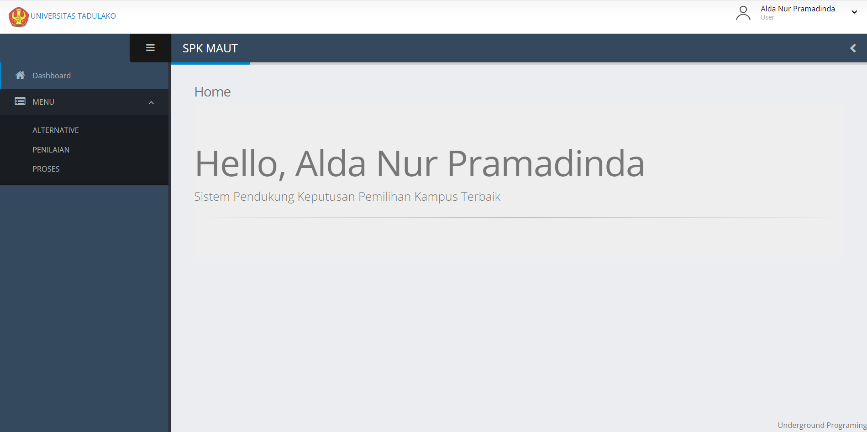 UNIVERSITAS TADULAKO
Alda Nur Pramadinda
User
SPK MAUT
Dashboard
MENU
ALTERNATIVE
PENILAIAN
PROSES
Home
Hello, Alda Nur Pramadinda
Sistem Pendukung Keputusan Pemilihan Kampus Terbaik
Underground Programing